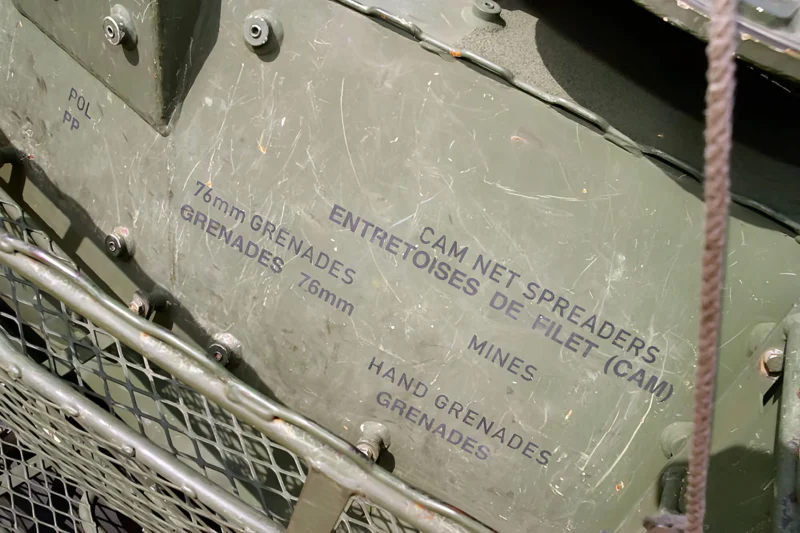 POL
PP
76mm GRENADES
GRENADES 76mm
CAM NET SPREADERS
ENTRETOISES DE FILET (CAM)
MINES
HAND GRENADES
GRENADES